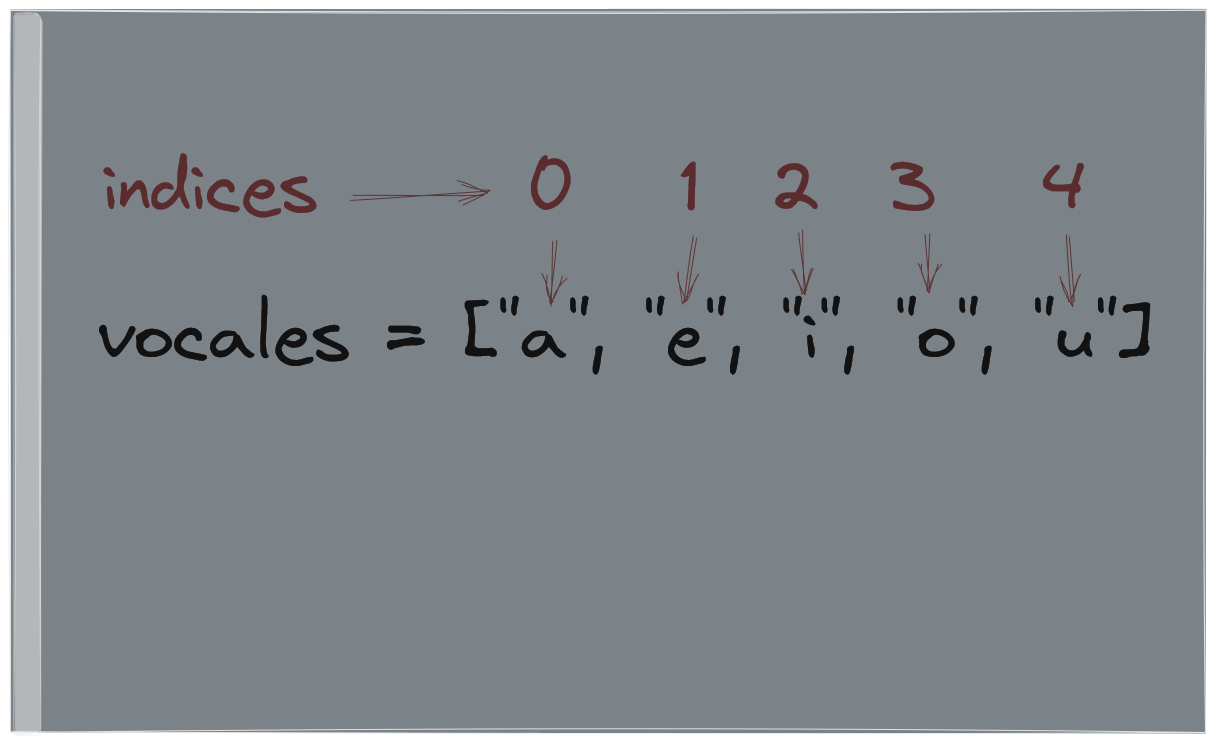 indices 0 1 2 3 4
vocales = ["a", "e", "i", "o", "u"]